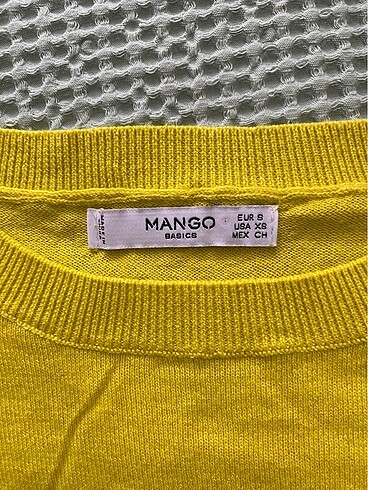 MANGO
BASICS
EUR S
USA XS
MEX CH